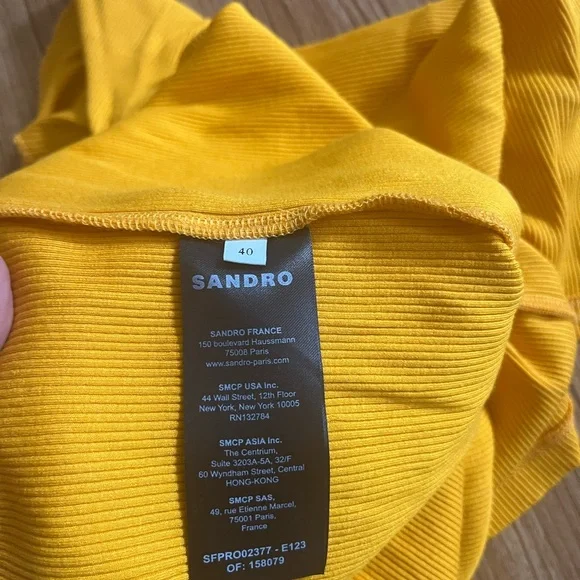 40
SANDRO
SANDRO FRANCE
150 boulevard Haussmann
75008 Paris
www.sandro-paris.com
SMCP USA Inc.
44 Wall Street, 12th Floor
New York, New York 10005
RN132784
SMCP ASIA Inc.
The Centrium,
Suite 3203A-5A, 32/F
60 Wyndham Street, Central
HONG-KONG
SMCP SAS,
49, rue Etienne Marcel,
75001 Paris,
France
SFPRO02377 - E123
OF: 158079